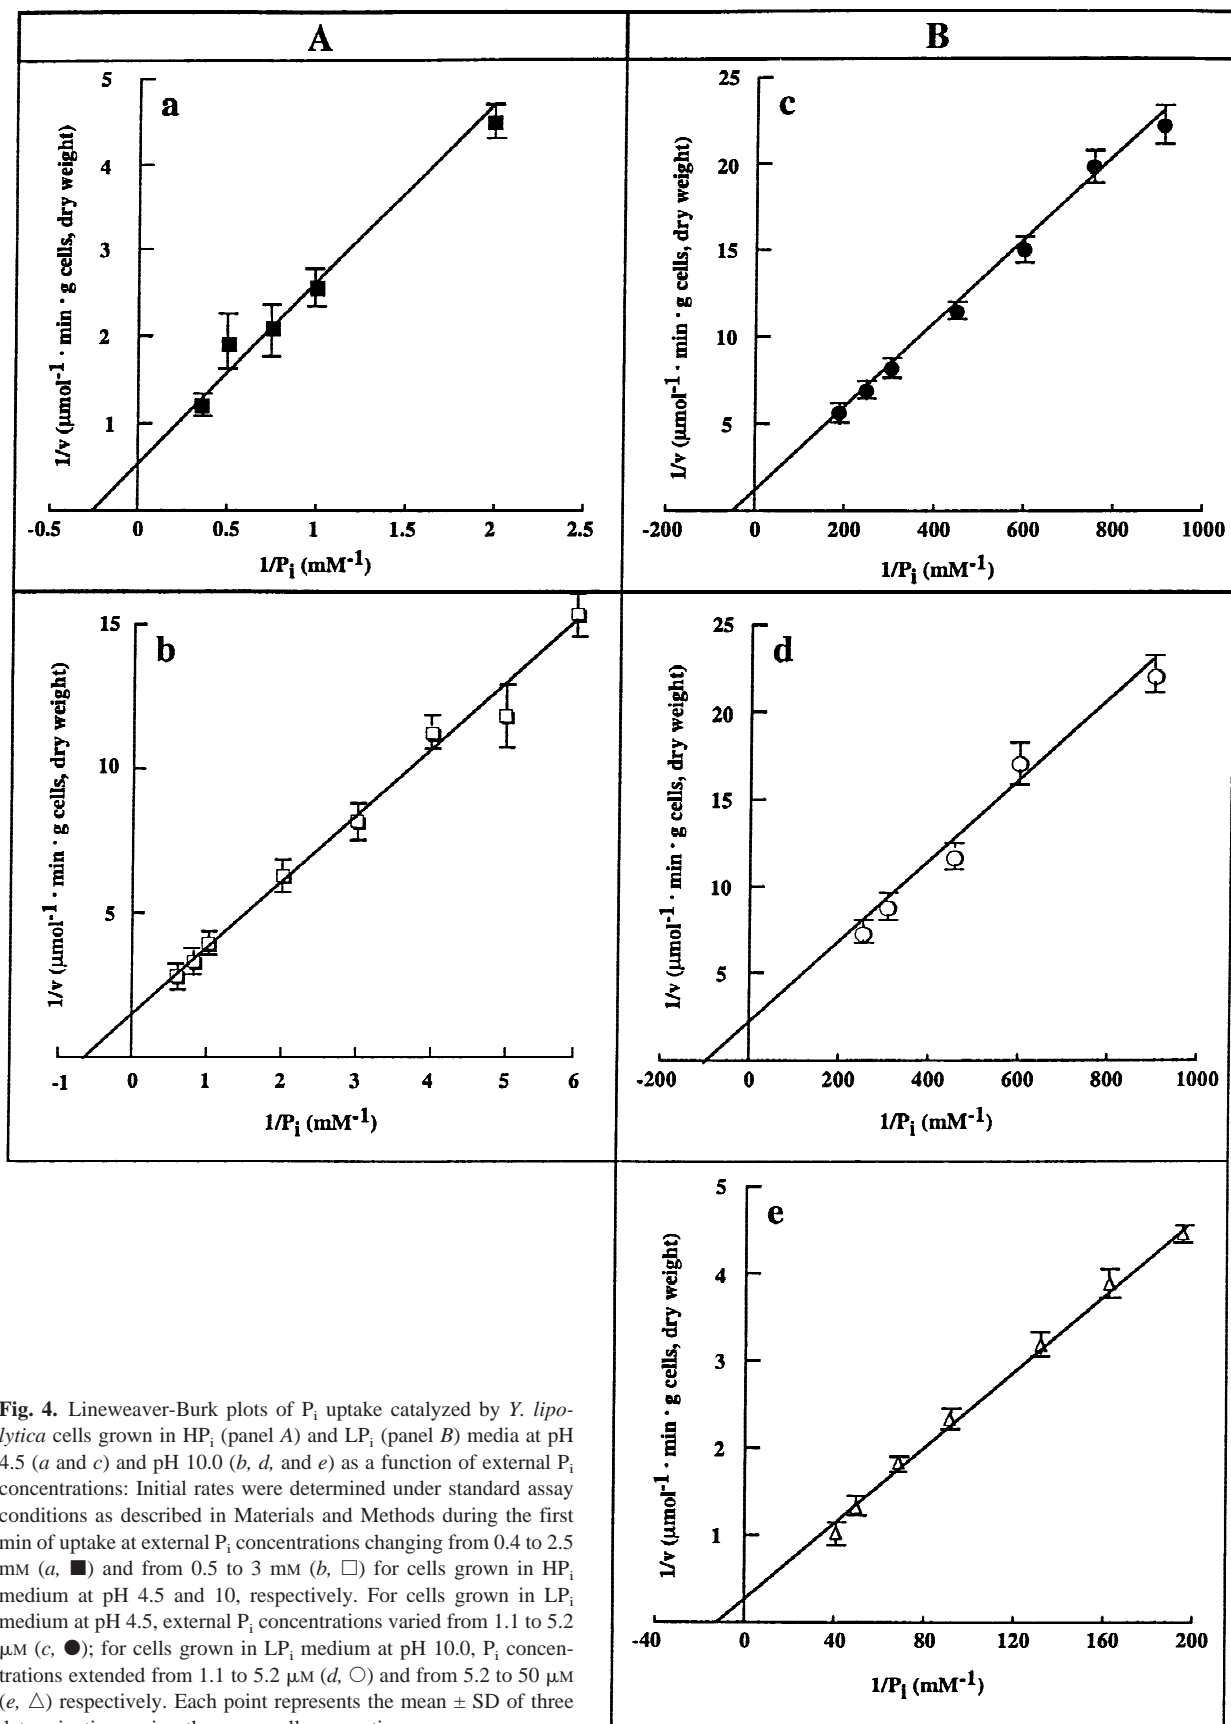 A
B
5
4
3
2
1
a
1/v (µmol⁻¹ · min · g cells, dry weight)
-0.5 0 0.5 1 1.5 2 2.5
1/Pi (mM⁻¹)
25
20
15
10
5
c
1/v (µmol⁻¹ · min · g cells, dry weight)
-200 0 200 400 600 800 1000
1/Pi (mM⁻¹)
15
10
5
b
1/v (µmol⁻¹ · min · g cells, dry weight)
-1 0 1 2 3 4 5 6
1/Pi (mM⁻¹)
25
20
15
10
5
d
1/v (µmol⁻¹ · min · g cells, dry weight)
-200 0 200 400 600 800 1000
1/Pi (mM⁻¹)
5
4
3
2
1
e
1/v (µmol⁻¹ · min · g cells, dry weight)
-40 0 40 80 120 160 200
1/Pi (mM⁻¹)
Fig. 4. Lineweaver-Burk plots of Pi uptake catalyzed by Y. lipo-
lytica cells grown in HPi (panel A) and LPi (panel B) media at pH
4.5 (a and c) and pH 10.0 (b, d, and e) as a function of external Pi
concentrations: Initial rates were determined under standard assay
conditions as described in Materials and Methods during the first
min of uptake at external Pi concentrations changing from 0.4 to 2.5
mM (a, ■) and from 0.5 to 3 mM (b, □) for cells grown in HPi
medium at pH 4.5 and 10, respectively. For cells grown in LPi
medium at pH 4.5, external Pi concentrations varied from 1.1 to 5.2
µM (c, ●); for cells grown in LPi medium at pH 10.0, Pi concen-
trations extended from 1.1 to 5.2 µM (d, ○) and from 5.2 to 50 µM
(e, △) respectively. Each point represents the mean ± SD of three